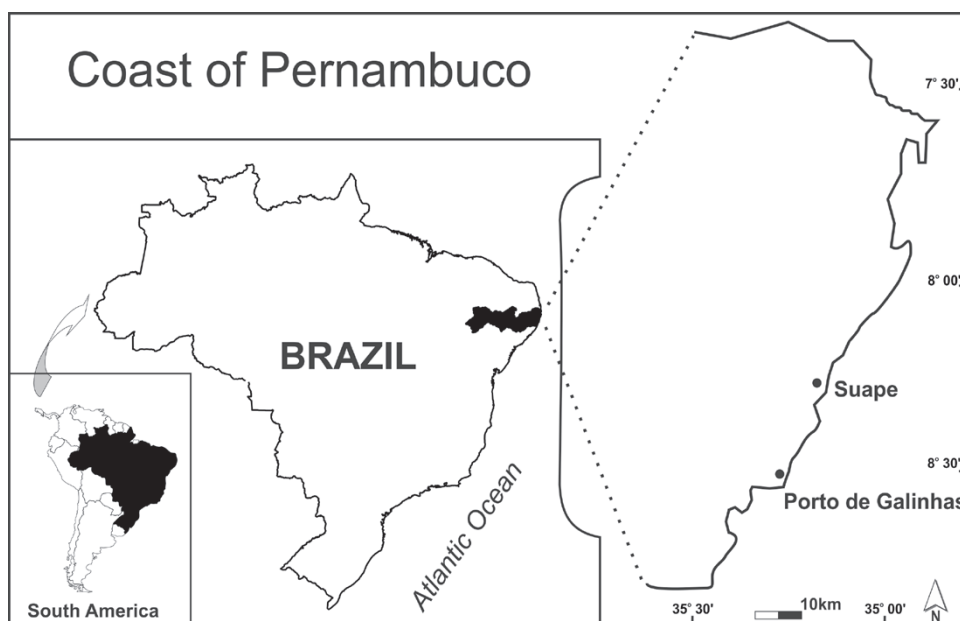 Coast of Pernambuco
BRAZIL
Atlantic Ocean
South America
7° 30'
8° 00'
Suape
8° 30'
Porto de Galinhas
10km
35° 30'
35° 00'
N